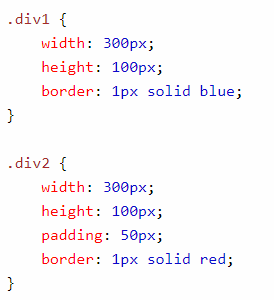 .div1 {
    width: 300px;
    height: 100px;
    border: 1px solid blue;
}

.div2 {
    width: 300px;
    height: 100px;
    padding: 50px;
    border: 1px solid red;
}